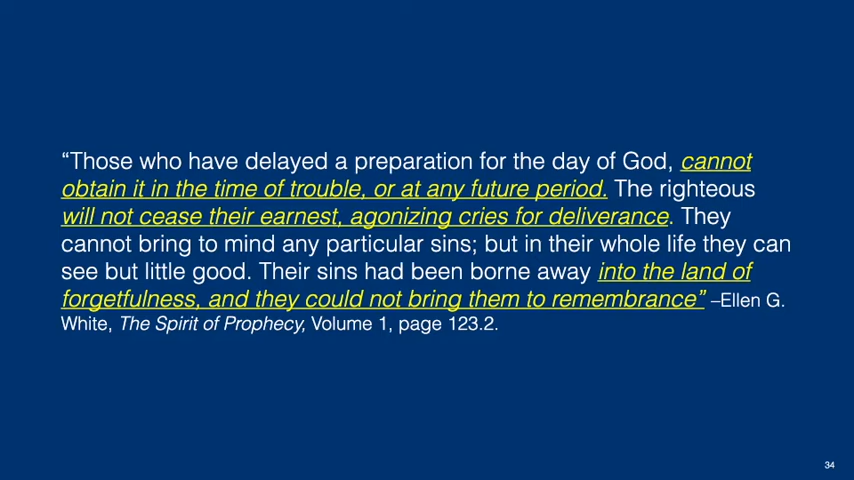 “Those who have delayed a preparation for the day of God, cannot
obtain it in the time of trouble, or at any future period. The righteous
will not cease their earnest, agonizing cries for deliverance. They
cannot bring to mind any particular sins; but in their whole life they can
see but little good. Their sins had been borne away into the land of
forgetfulness, and they could not bring them to remembrance” –Ellen G.
White, The Spirit of Prophecy, Volume 1, page 123.2.
34